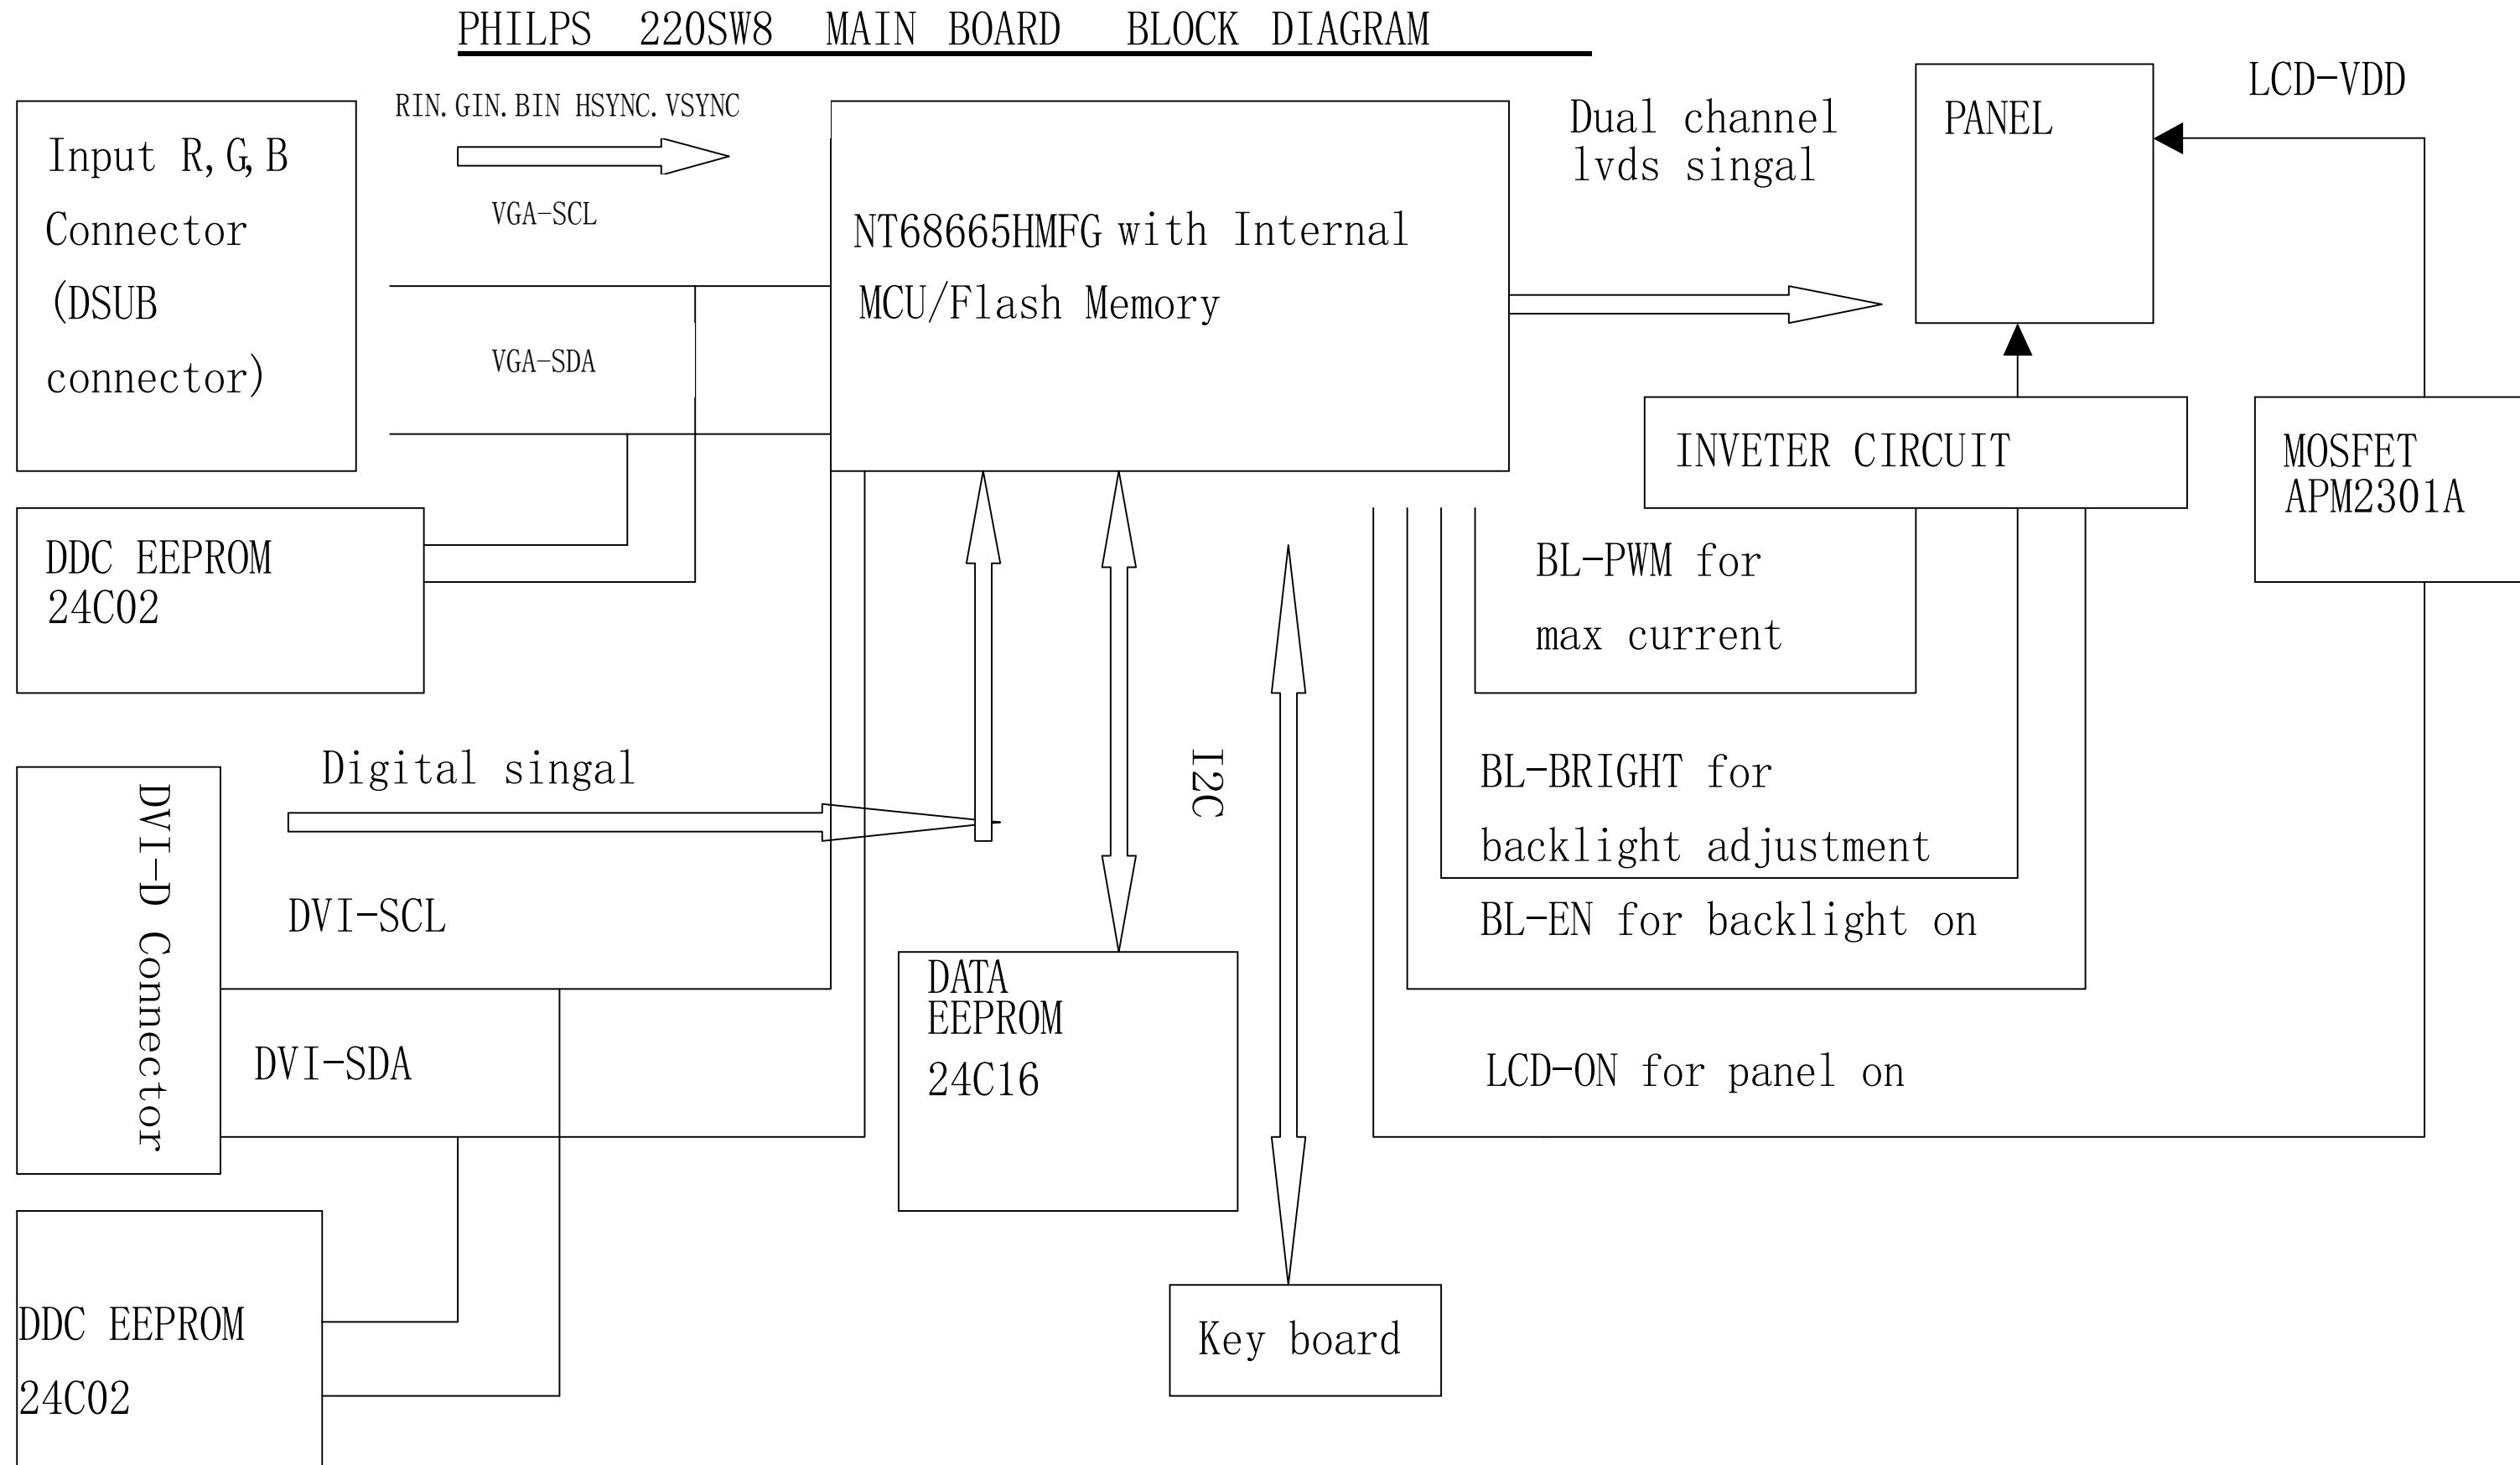 PHILPS 220SW8 MAIN BOARD BLOCK DIAGRAM
RIN.GIN.BIN HSYNC.VSYNC
Input R,G,B
Connector
(DSUB
connector)
VGA-SCL
VGA-SDA
NT68665HMFG with Internal
MCU/Flash Memory
Dual channel
lvds singal
PANEL
LCD-VDD
INVETER CIRCUIT
MOSFET
APM2301A
DDC EEPROM
24C02
BL-PWM for
max current
BL-BRIGHT for
backlight adjustment
BL-EN for backlight on
LCD-ON for panel on
Digital singal
I2C
DVI-D Connector
DVI-SCL
DVI-SDA
DATA
EEPROM
24C16
DDC EEPROM
24C02
Key board